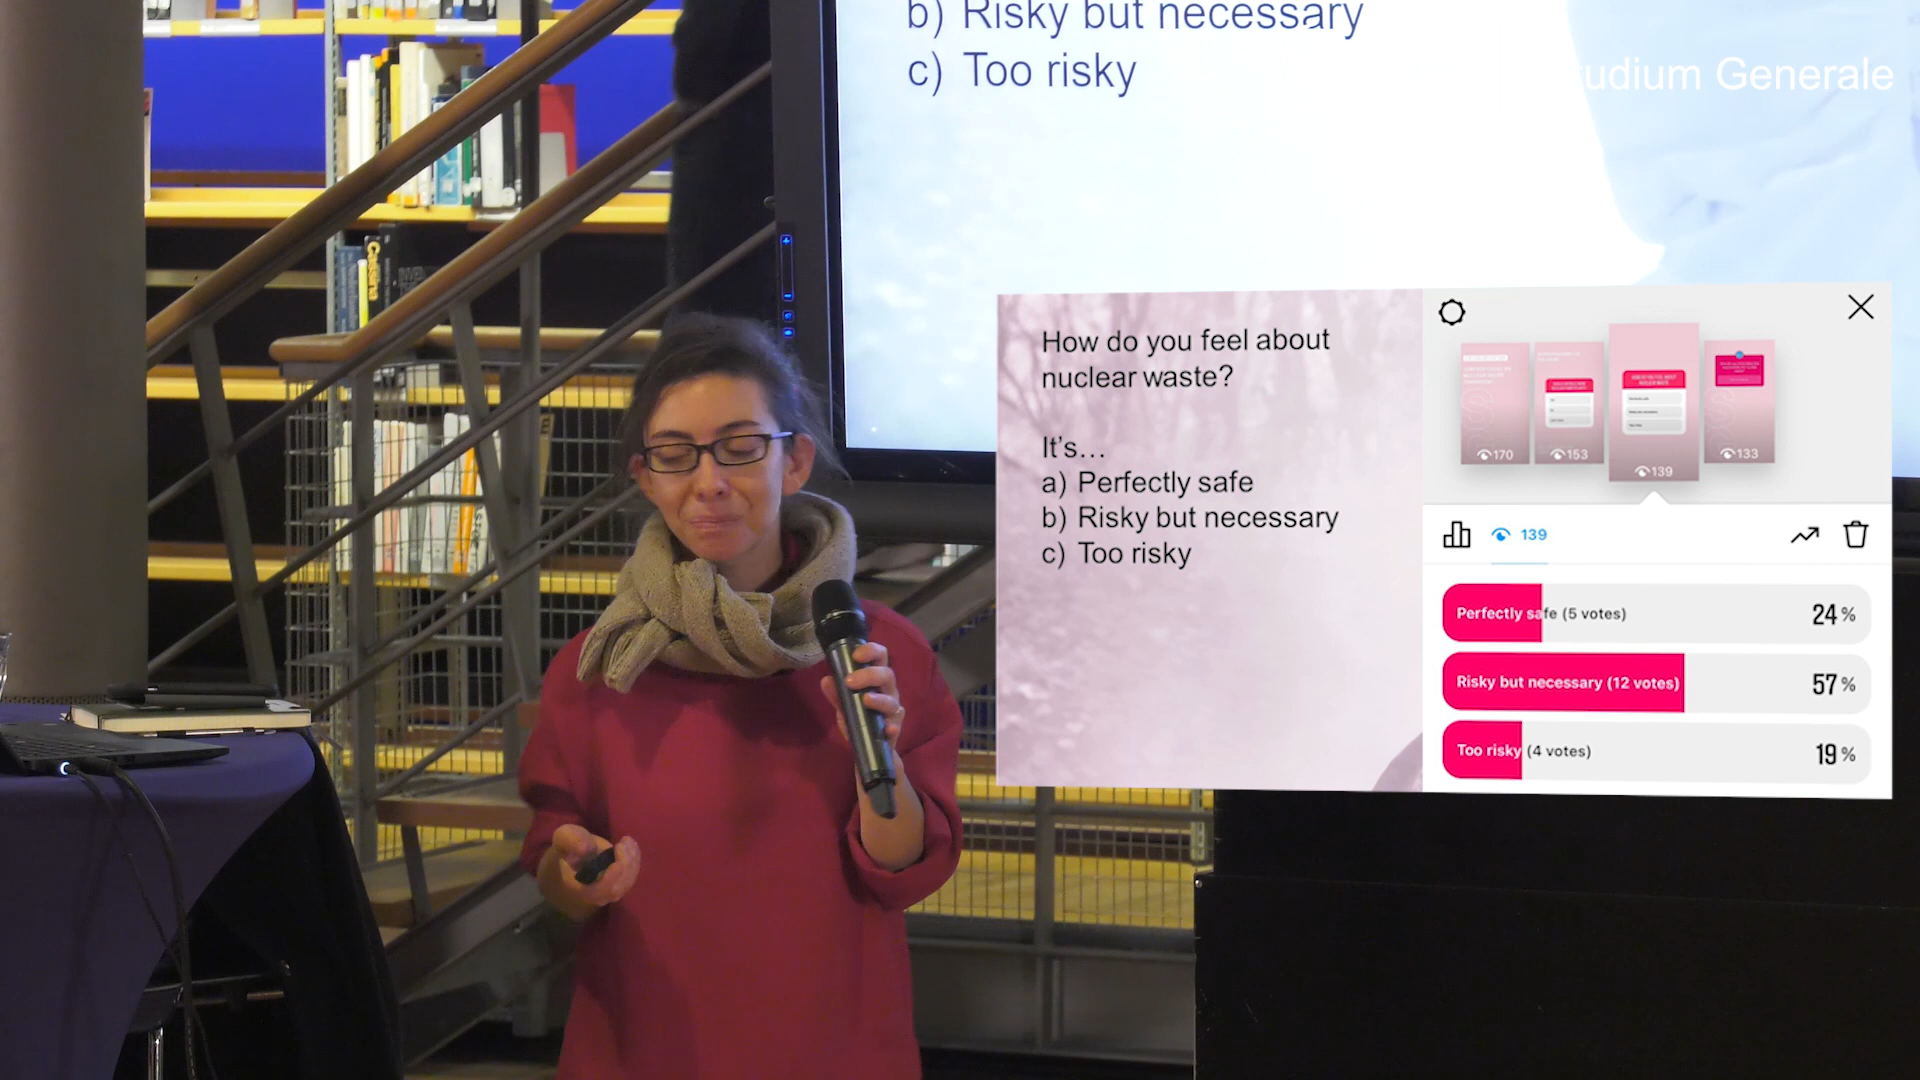 b) Risky but necessary
c) Too risky
tudium Generale
How do you feel about
nuclear waste?
It's...
a) Perfectly safe
b) Risky but necessary
c) Too risky
170
153
139
133
139
Perfectly safe (5 votes) 24%
Risky but necessary (12 votes) 57%
Too risky (4 votes) 19%
Cassina